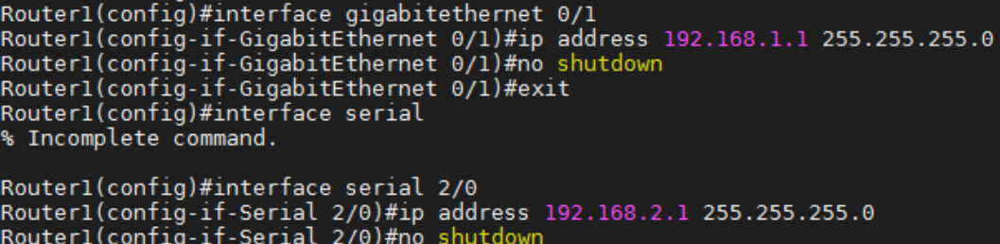 Router1(config)#interface gigabitethernet 0/1
Router1(config-if-GigabitEthernet 0/1)#ip address 192.168.1.1 255.255.255.0
Router1(config-if-GigabitEthernet 0/1)#no shutdown
Router1(config-if-GigabitEthernet 0/1)#exit
Router1(config)#interface serial
% Incomplete command.
Router1(config)#interface serial 2/0
Router1(config-if-Serial 2/0)#ip address 192.168.2.1 255.255.255.0
Router1(config-if-Serial 2/0)#no shutdown